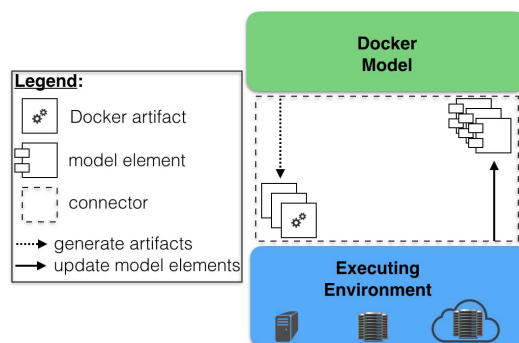 Docker
Model
Legend:
Docker artifact
model element
connector
generate artifacts
update model elements
Executing
Environment